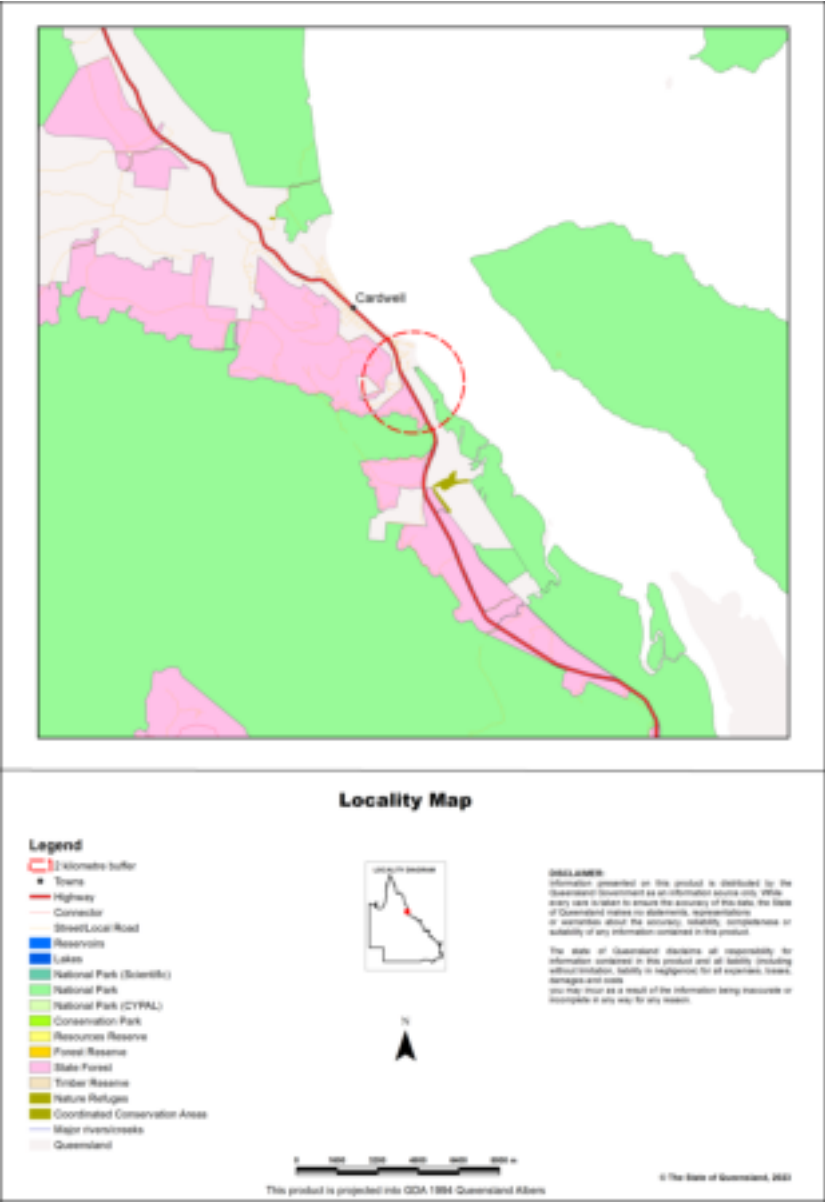 Cardwell
Locality Map
Legend
2 kilometre buffer
Towns
Highway
Connector
Street/Local Road
Reservoirs
Lakes
National Park (Scientific)
National Park
National Park (CYPAL)
Conservation Park
Resources Reserve
Forest Reserve
State Forest
Timber Reserve
Nature Refuges
Coordinated Conservation Areas
Major rivers/creeks
Queensland
LOCALITY DIAGRAM
N
DISCLAIMER:
Information presented on this product is distributed by the
Queensland Government as an information source only. While
every care is taken to ensure the accuracy of this data, the State
of Queensland makes no statements, representations
or warranties about the accuracy, reliability, completeness or
suitability of any information contained in this product.
The state of Queensland disclaims all responsibility for
information contained in this product and all liability (including
without limitation, liability in negligence) for all expenses, losses,
damages and costs
you may incur as a result of the information being inaccurate or
incomplete in any way for any reason.
This product is projected into GDA 1994 Queensland Albers
© The State of Queensland, 2023